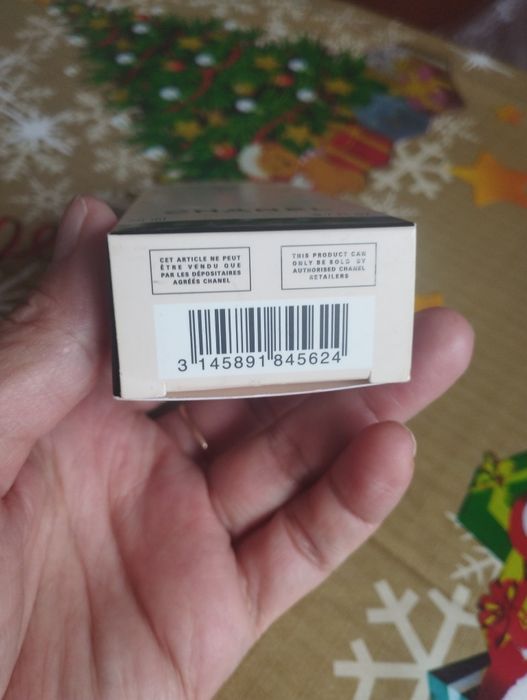 CHANEL
CET ARTICLE NE PEUT
ÊTRE VENDU QUE
PAR LES DÉPOSITAIRES
AGRÉÉS CHANEL
THIS PRODUCT CAN
ONLY BE SOLD BY
AUTHORISED CHANEL
RETAILERS
3 145891 845624